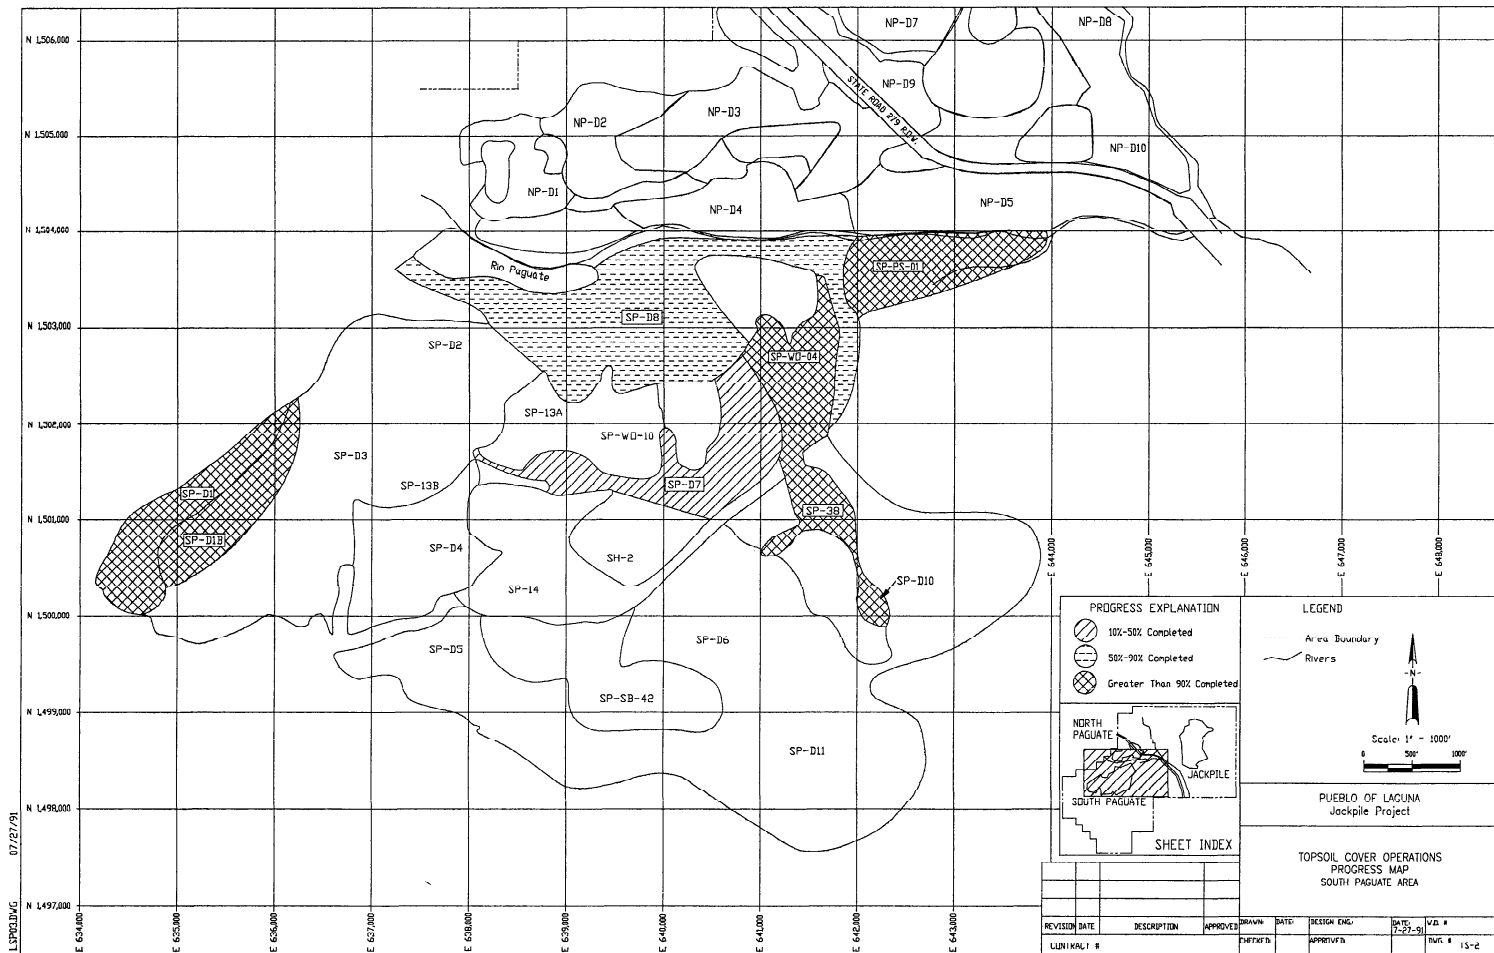 NP-D7
NP-D8
N 1,506,000
STATE ROAD 279 R.O.W.
NP-D9
NP-D3
NP-D2
N 1,505,000
NP-D10
NP-D1
NP-D4
NP-D5
N 1,504,000
Rio Paguate
SP-PS-01
SP-D8
N 1,503,000
SP-D2
SP-WD-04
SP-13A
N 1,502,000
SP-WD-10
SP-D3
SP-13B
SP-D7
SP-D1
SP-38
N 1,501,000
SP-D1B
SP-D4
SH-2
SP-D10
SP-14
N 1,500,000
SP-D6
SP-D5
SP-SB-42
N 1,499,000
SP-D11
N 1,498,000
N 1,497,000
E 634,000
E 635,000
E 636,000
E 637,000
E 638,000
E 639,000
E 640,000
E 641,000
E 642,000
E 643,000
E 644,000
E 645,000
E 646,000
E 647,000
E 648,000
LSP03.DWG 07/27/91
PROGRESS EXPLANATION
10%-50% Completed
50%-90% Completed
Greater Than 90% Completed
LEGEND
Area Boundary
Rivers
-N-
Scale: 1" = 1000'
0 500' 1000'
NORTH
PAGUATE
JACKPILE
SOUTH PAGUATE
SHEET INDEX
PUEBLO OF LAGUNA
Jackpile Project
TOPSOIL COVER OPERATIONS
PROGRESS MAP
SOUTH PAGUATE AREA
REVISION DATE DESCRIPTION APPROVED
CONTRACT #
DRAWN: DATE: DESIGN ENG.: DATE: 7-27-91 W.O. #
CHECKED: APPROVED: DWG. # TS-2